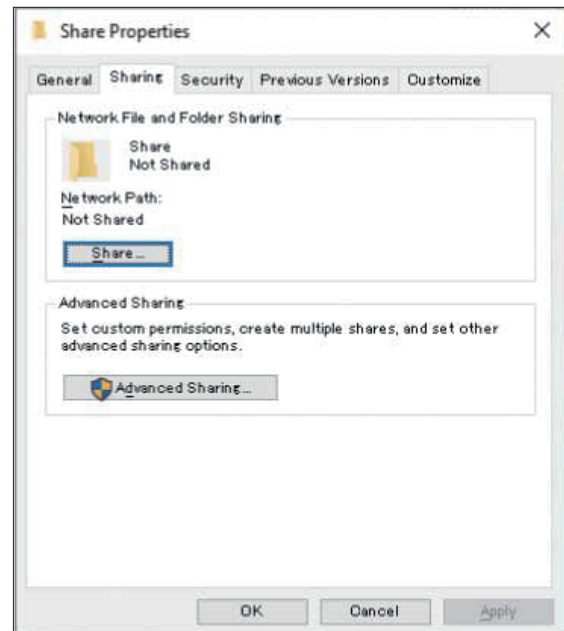 Share Properties
General Sharing Security Previous Versions Customize
Network File and Folder Sharing
Share
Not Shared
Network Path:
Not Shared
Share...
Advanced Sharing
Set custom permissions, create multiple shares, and set other
advanced sharing options.
Advanced Sharing...
OK Cancel Apply